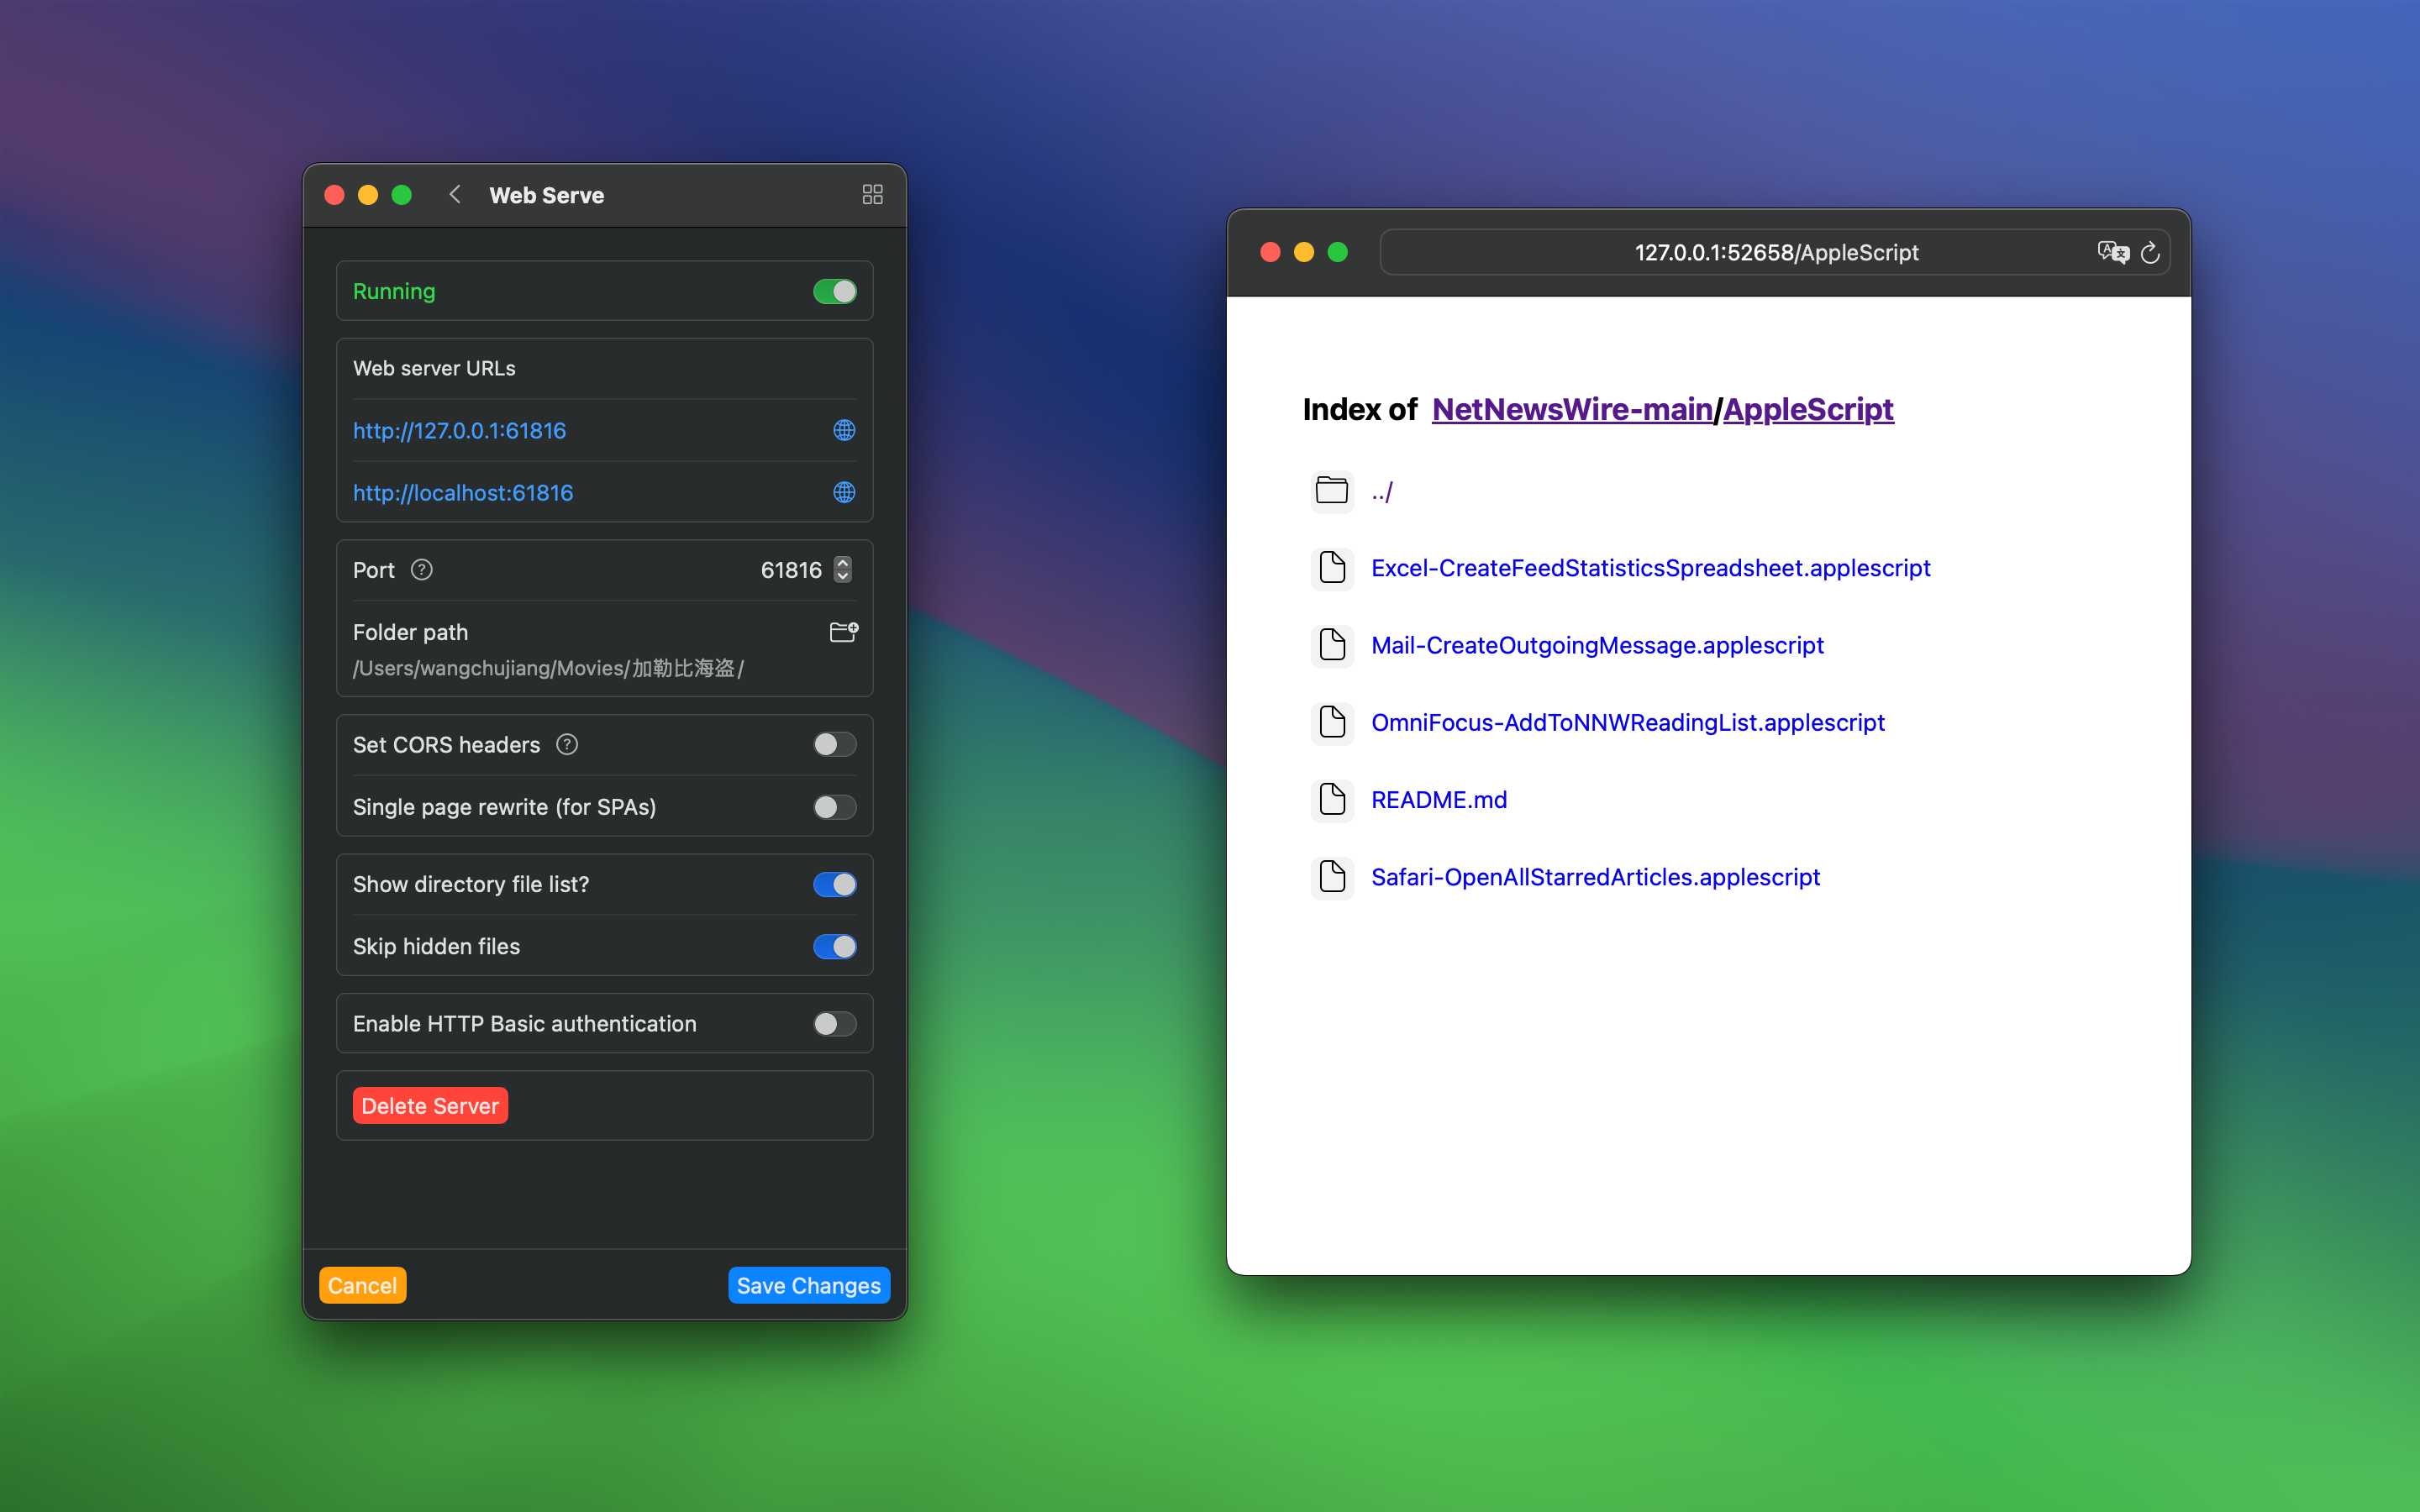 Web Serve
Running
Web server URLs
http://127.0.0.1:61816
http://localhost:61816
Port
61816
Folder path
/Users/wangchujiang/Movies/加勒比海盗/
Set CORS headers
Single page rewrite (for SPAs)
Show directory file list?
Skip hidden files
Enable HTTP Basic authentication
Delete Server
Cancel
Save Changes
127.0.0.1:52658/AppleScript
Index of NetNewsWire-main/AppleScript
../
Excel-CreateFeedStatisticsSpreadsheet.applescript
Mail-CreateOutgoingMessage.applescript
OmniFocus-AddToNNWReadingList.applescript
README.md
Safari-OpenAllStarredArticles.applescript